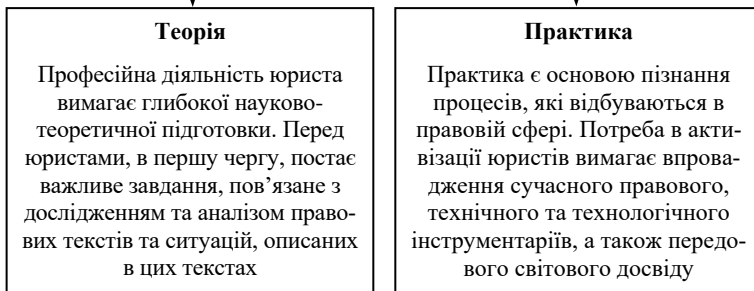 Теорія
Професійна діяльність юриста
вимагає глибокої науково-
теоретичної підготовки. Перед
юристами, в першу чергу, постає
важливе завдання, пов’язане з
дослідженням та аналізом право-
вих текстів та ситуацій, описаних
в цих текстах
Практика
Практика є основою пізнання
процесів, які відбуваються в
правовій сфері. Потреба в акти-
візації юристів вимагає впрова-
дження сучасного правового,
технічного та технологічного
інструментаріїв, а також передо-
вого світового досвіду